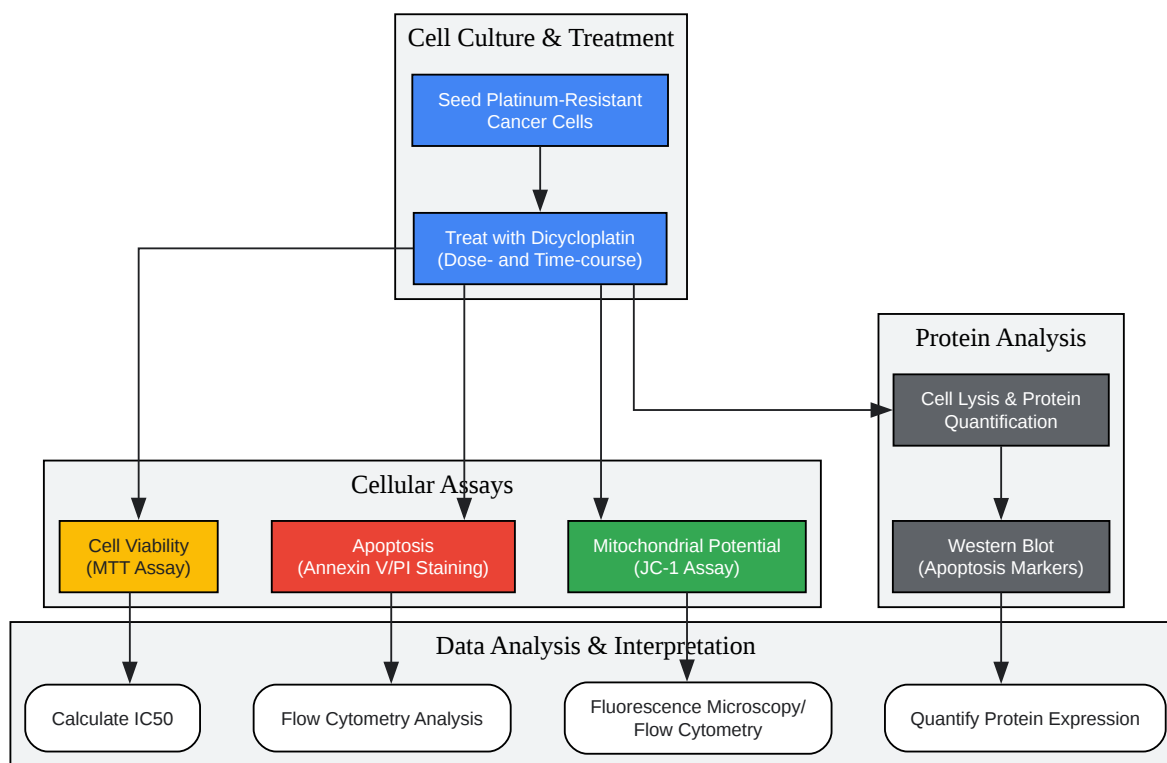 Cell Culture & Treatment
Seed Platinum-Resistant
Cancer Cells
Treat with Dicycloplatin
(Dose- and Time-course)
Protein Analysis
Cell Lysis & Protein
Quantification
Cellular Assays
Cell Viability
(MTT Assay)
Apoptosis
(Annexin V/PI Staining)
Mitochondrial Potential
(JC-1 Assay)
Western Blot
(Apoptosis Markers)
Data Analysis & Interpretation
Calculate IC50
Flow Cytometry Analysis
Fluorescence Microscopy/
Flow Cytometry
Quantify Protein Expression